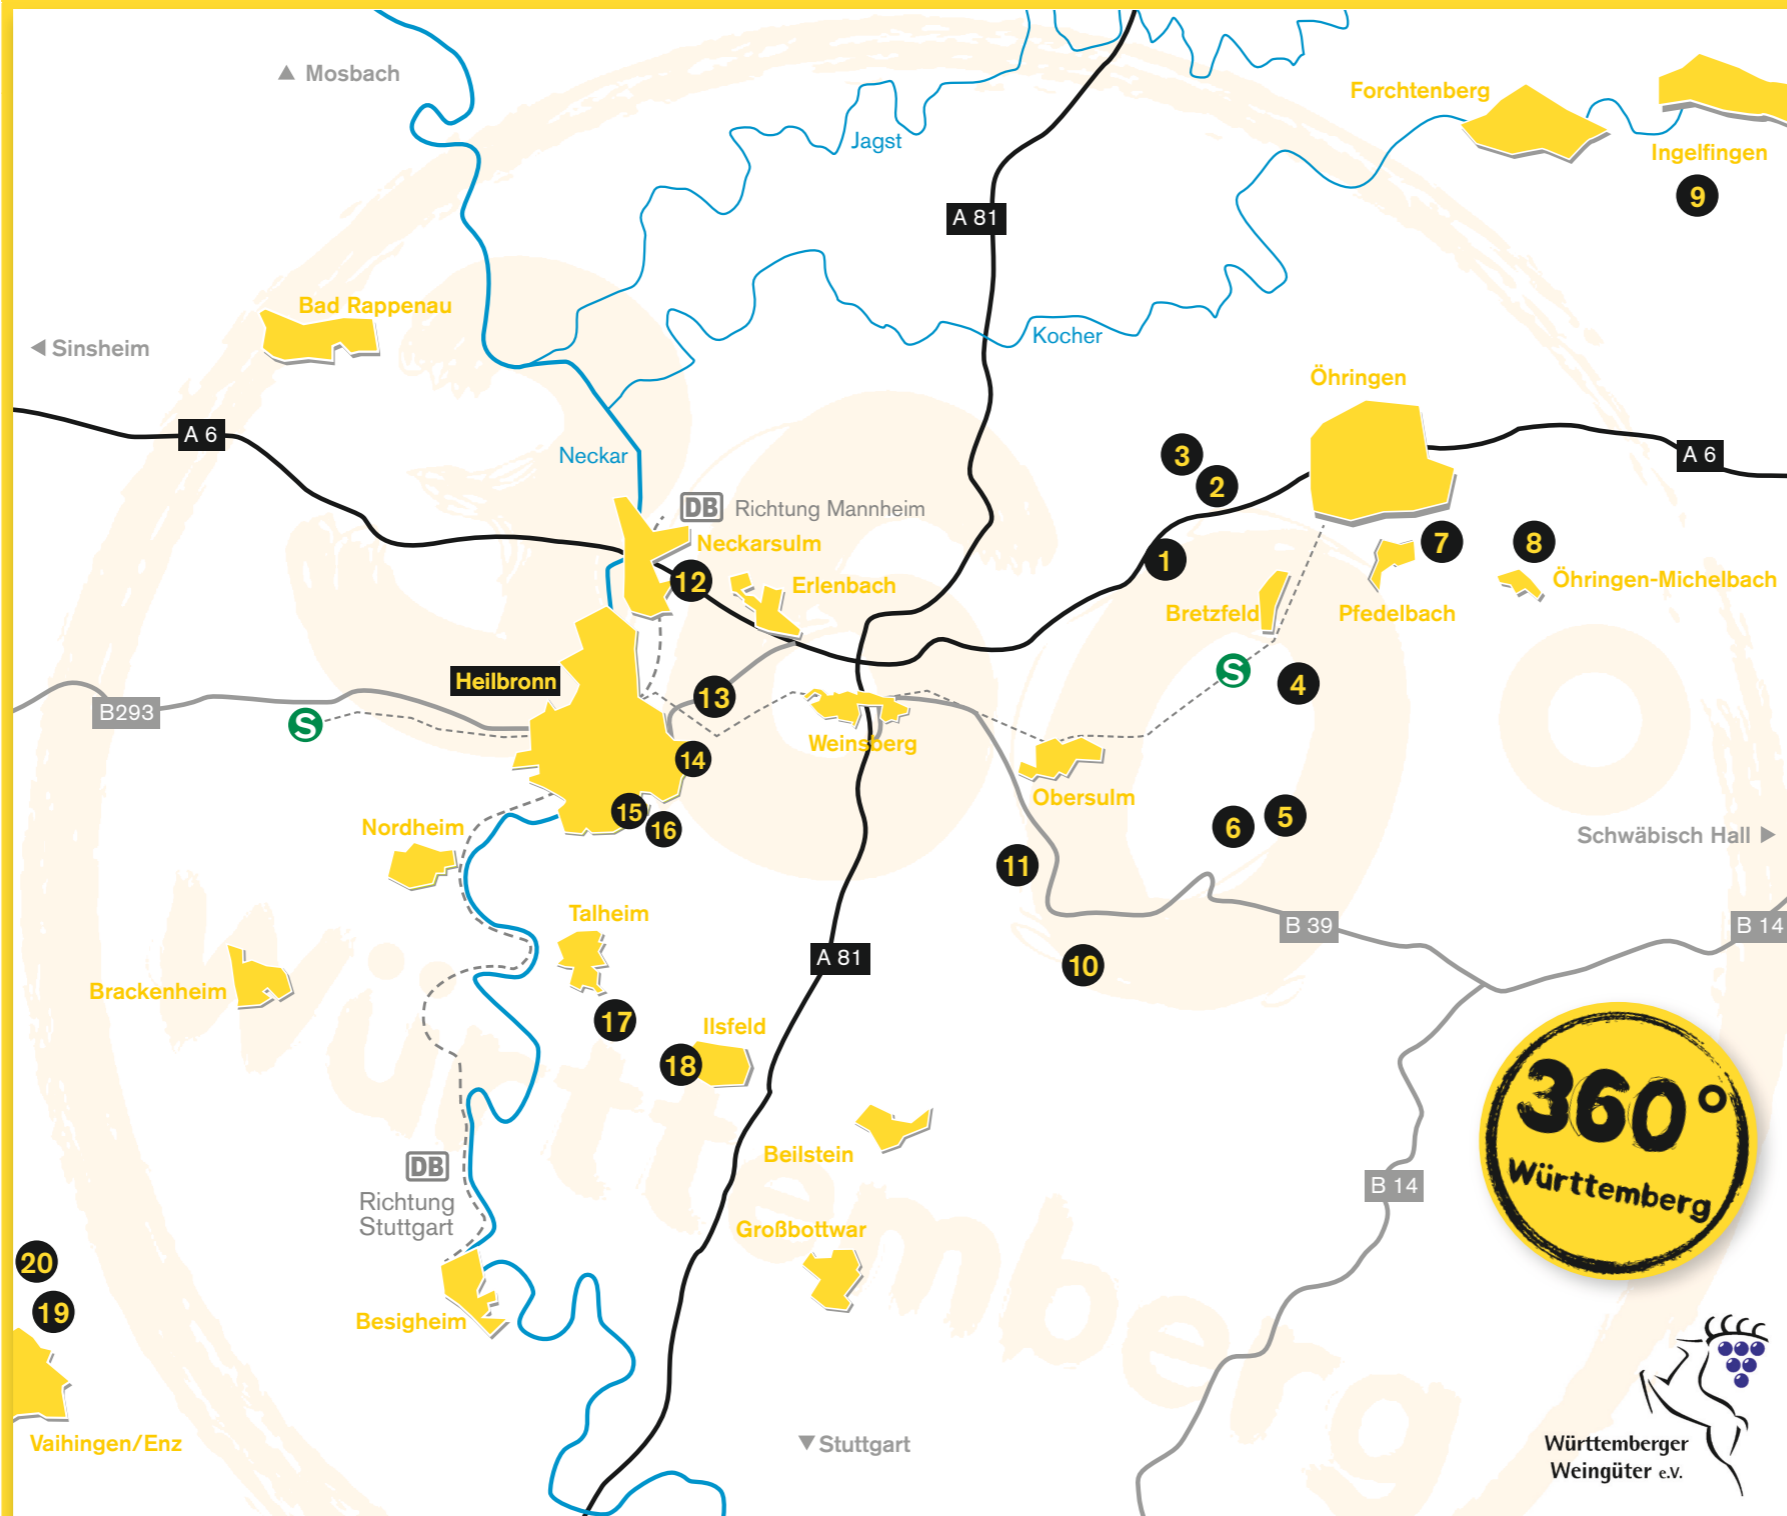 Mosbach
Forchtenberg
Jagst
Ingelfingen
9
A 81
Bad Rappenau
Kocher
Sinsheim
Öhringen
A 6
Neckar
3
A 6
2
DB Richtung Mannheim
Neckarsulm
7
8
1
12
Erlenbach
Öhringen-Michelbach
Bretzfeld
Pfedelbach
S
Heilbronn
4
13
B293
S
Weinsberg
14
Obersulm
15
16
Nordheim
6
5
Schwäbisch Hall
11
Talheim
B 39
B 14
A 81
10
Brackenheim
17
Ilsfeld
18
360°
Württemberg
Beilstein
DB
Richtung
Stuttgart
B 14
Großbottwar
20
19
Besigheim
Vaihingen/Enz
Stuttgart
Württemberger
Weingüter e.V.
360°
Württemberg